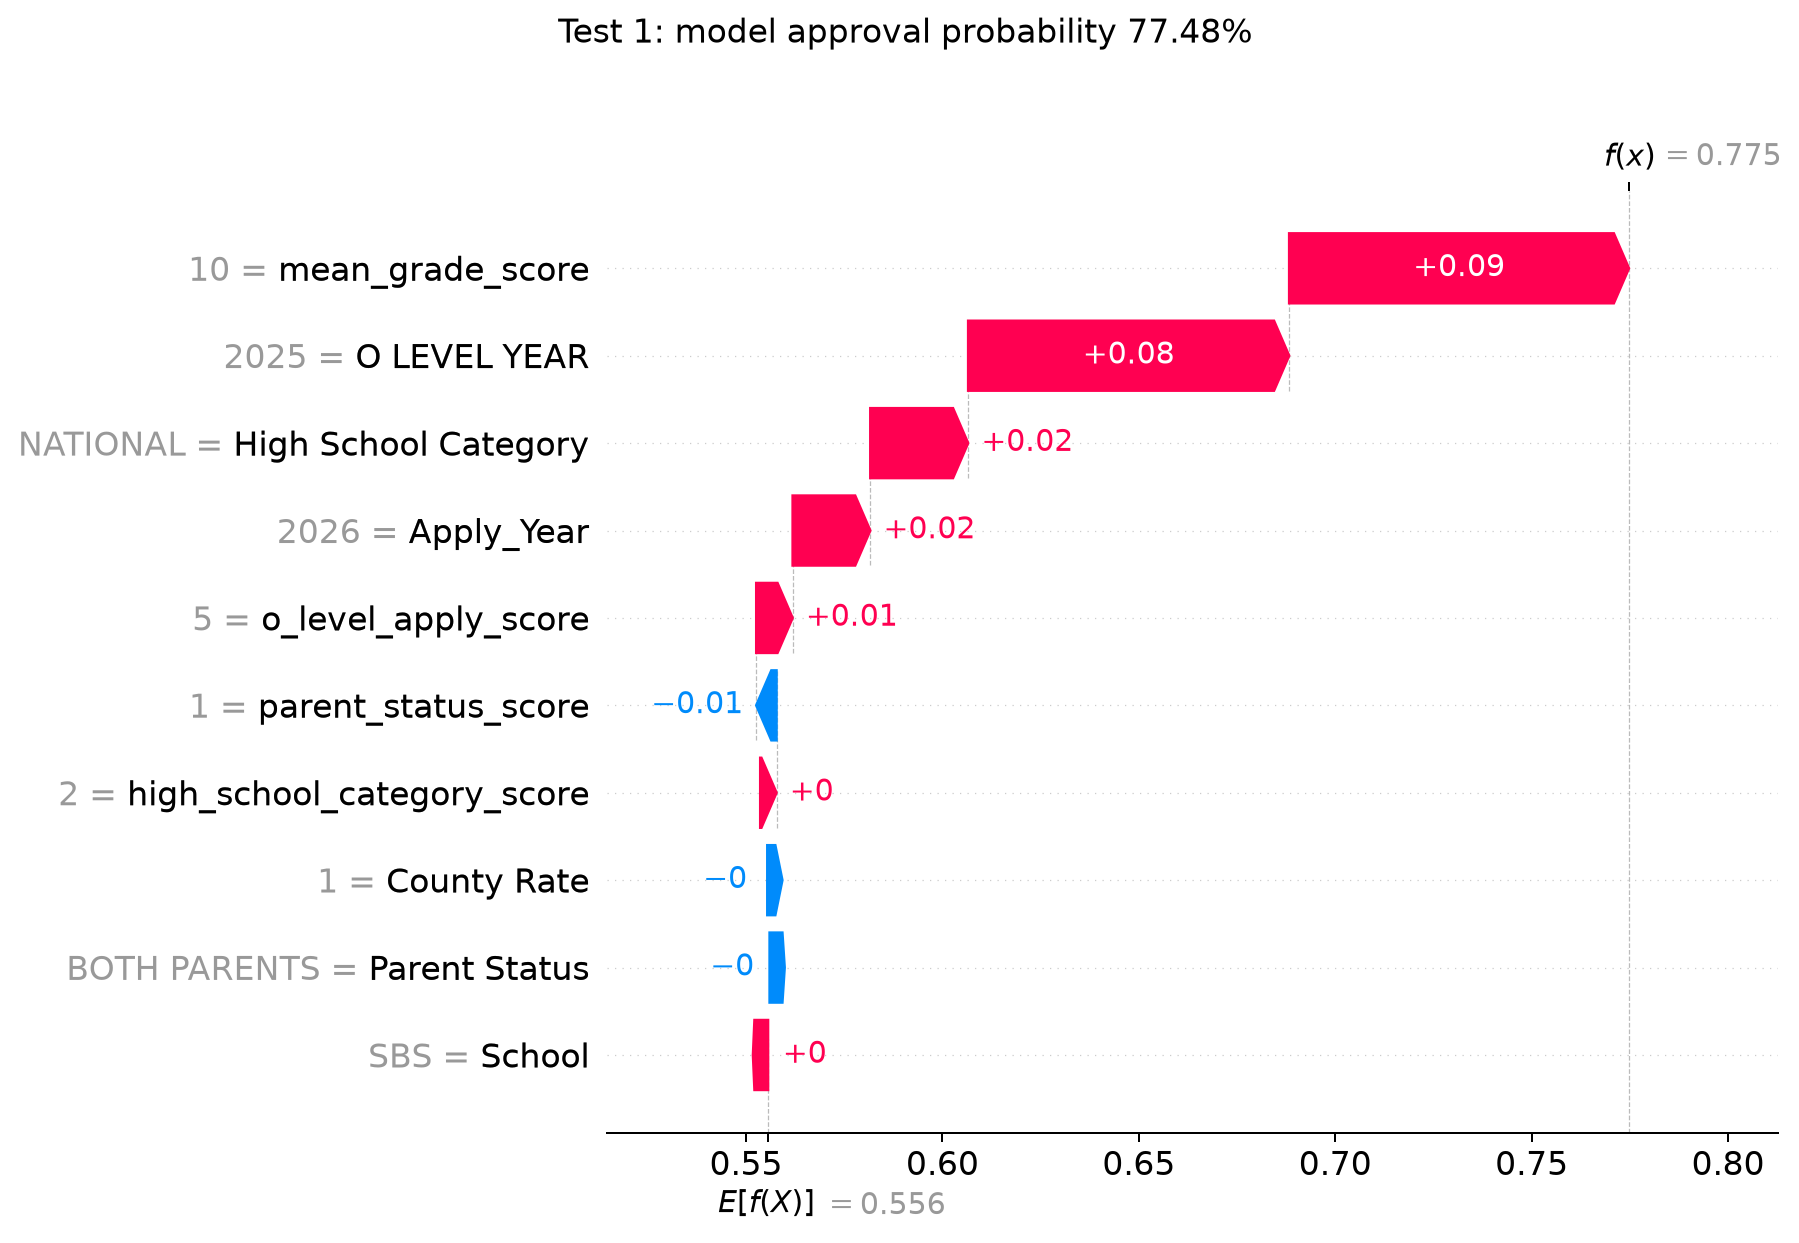 Test 1: model approval probability 77.48%
f(x) = 0.775
10 = mean_grade_score +0.09
2025 = O LEVEL YEAR +0.08
NATIONAL = High School Category +0.02
2026 = Apply_Year +0.02
5 = o_level_apply_score +0.01
1 = parent_status_score −0.01
2 = high_school_category_score +0
1 = County Rate −0
BOTH PARENTS = Parent Status −0
SBS = School +0
0.55 0.60 0.65 0.70 0.75 0.80
E[f(X)] = 0.556